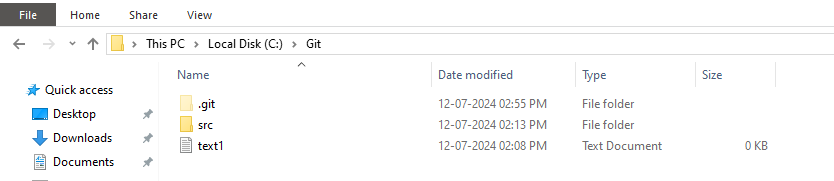 File Home Share View
This PC Local Disk (C:) Git
Name Date modified Type Size
Quick access
.git 12-07-2024 02:55 PM File folder
Desktop
src 12-07-2024 02:13 PM File folder
Downloads
text1 12-07-2024 02:08 PM Text Document 0 KB
Documents